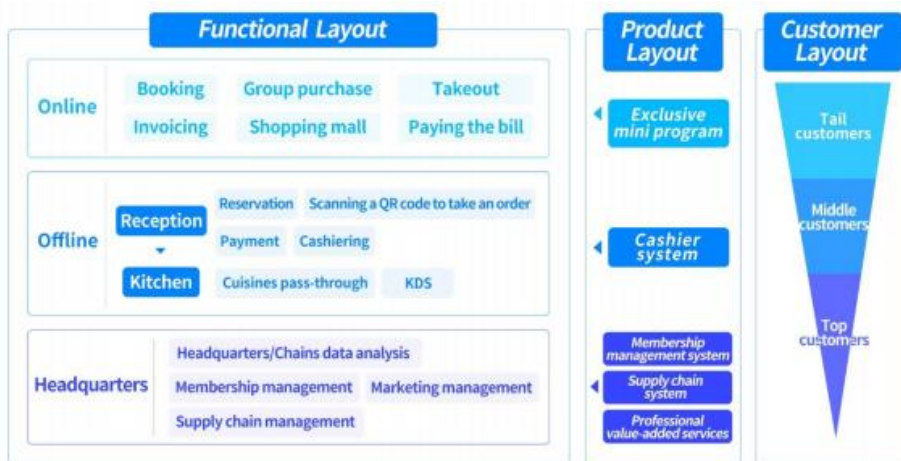 Functional Layout
Product
Layout
Customer
Layout
Online
Booking
Group purchase
Takeout
Invoicing
Shopping mall
Paying the bill
Exclusive
mini program
Tail
customers
Offline
Reception
Reservation
Scanning a QR code to take an order
Payment
Cashiering
Kitchen
Cuisines pass-through
KDS
Cashier
system
Middle
customers
Headquarters
Headquarters/Chains data analysis
Membership management
Marketing management
Supply chain management
Membership
management system
Supply chain
system
Professional
value-added services
Top
customers